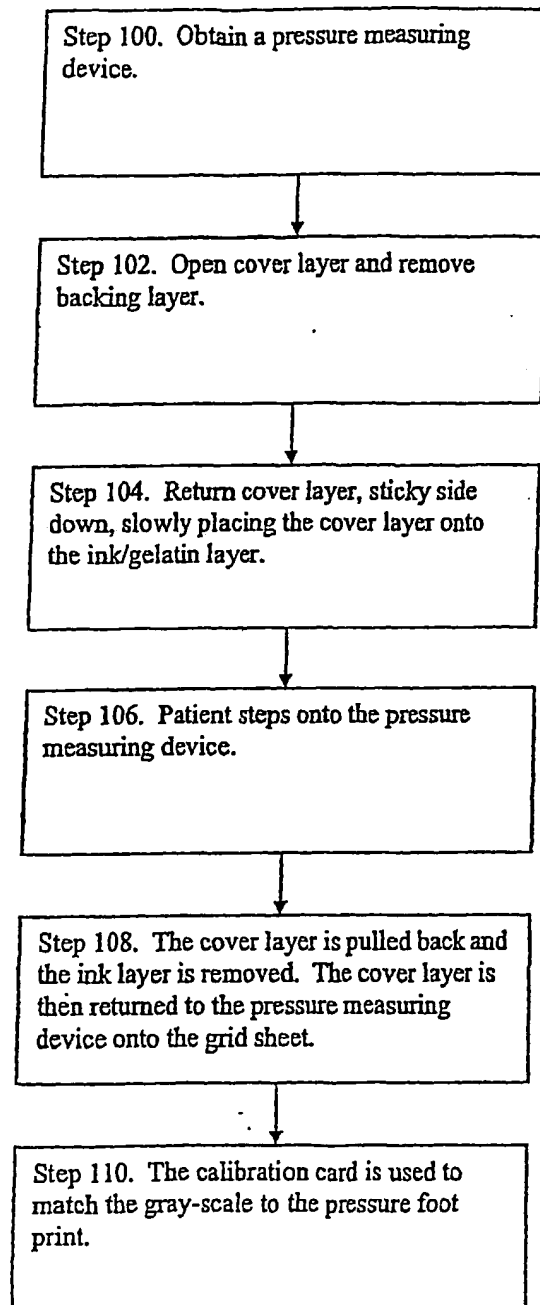 Step 100. Obtain a pressure measuring
device.
Step 102. Open cover layer and remove
backing layer.
Step 104. Return cover layer, sticky side
down, slowly placing the cover layer onto
the ink/gelatin layer.
Step 106. Patient steps onto the pressure
measuring device.
Step 108. The cover layer is pulled back and
the ink layer is removed. The cover layer is
then returned to the pressure measuring
device onto the grid sheet.
Step 110. The calibration card is used to
match the gray-scale to the pressure foot
print.